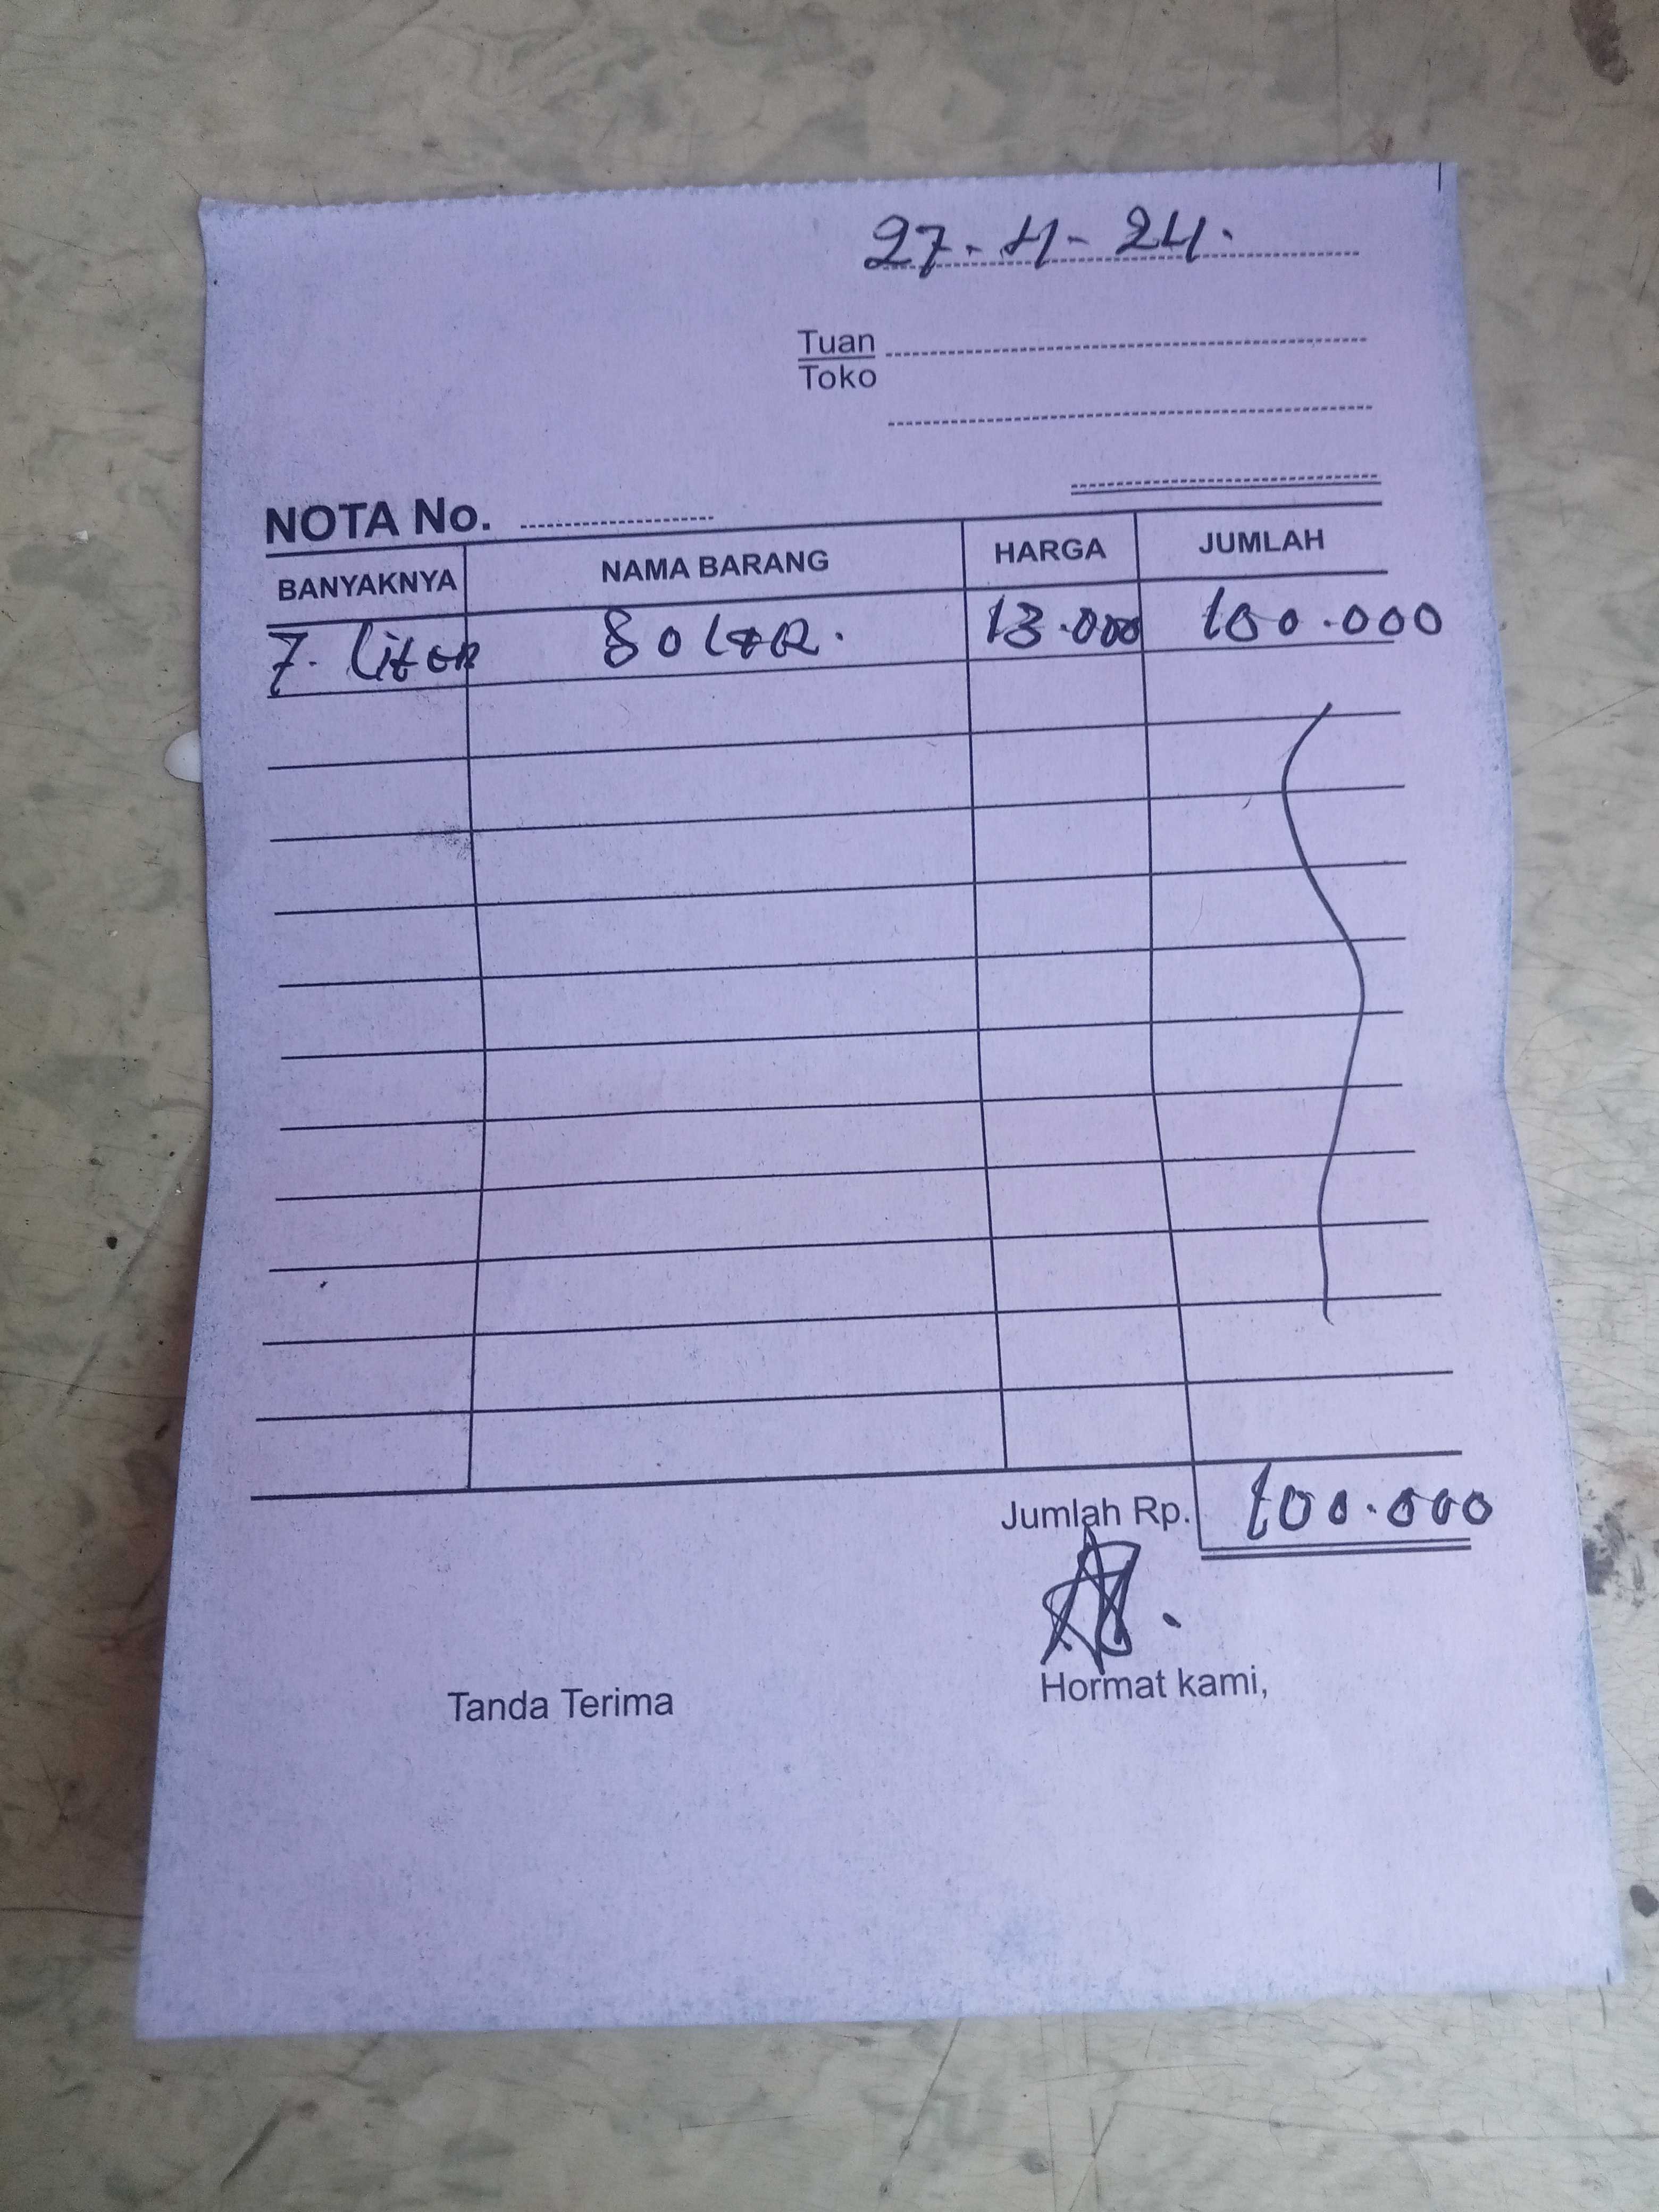 27-11-24.
Tuan
Toko
NOTA No.
BANYAKNYA NAMA BARANG HARGA JUMLAH
7. liter Solar. 13.000 100.000
Jumlah Rp. 100.000
Tanda Terima Hormat kami,